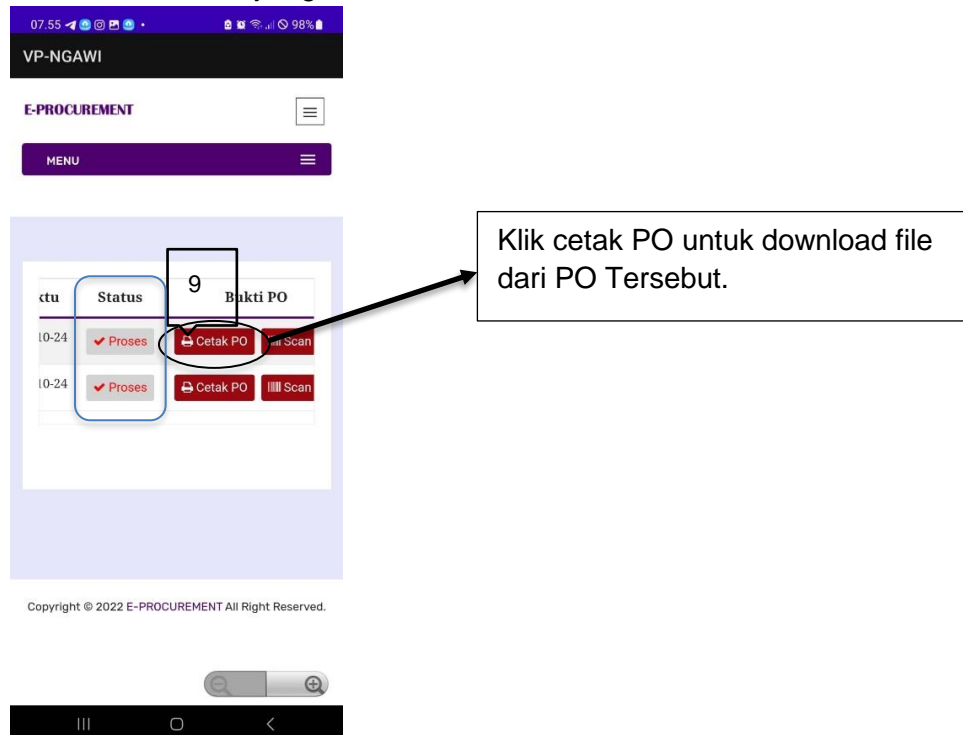 07.55 98%
VP-NGAWI
E-PROCUREMENT
MENU
Klik cetak PO untuk download file
dari PO Tersebut.
9
ktu Status Bukti PO
10-24 Proses Cetak PO Scan
10-24 Proses Cetak PO Scan
Copyright © 2022 E-PROCUREMENT All Right Reserved.